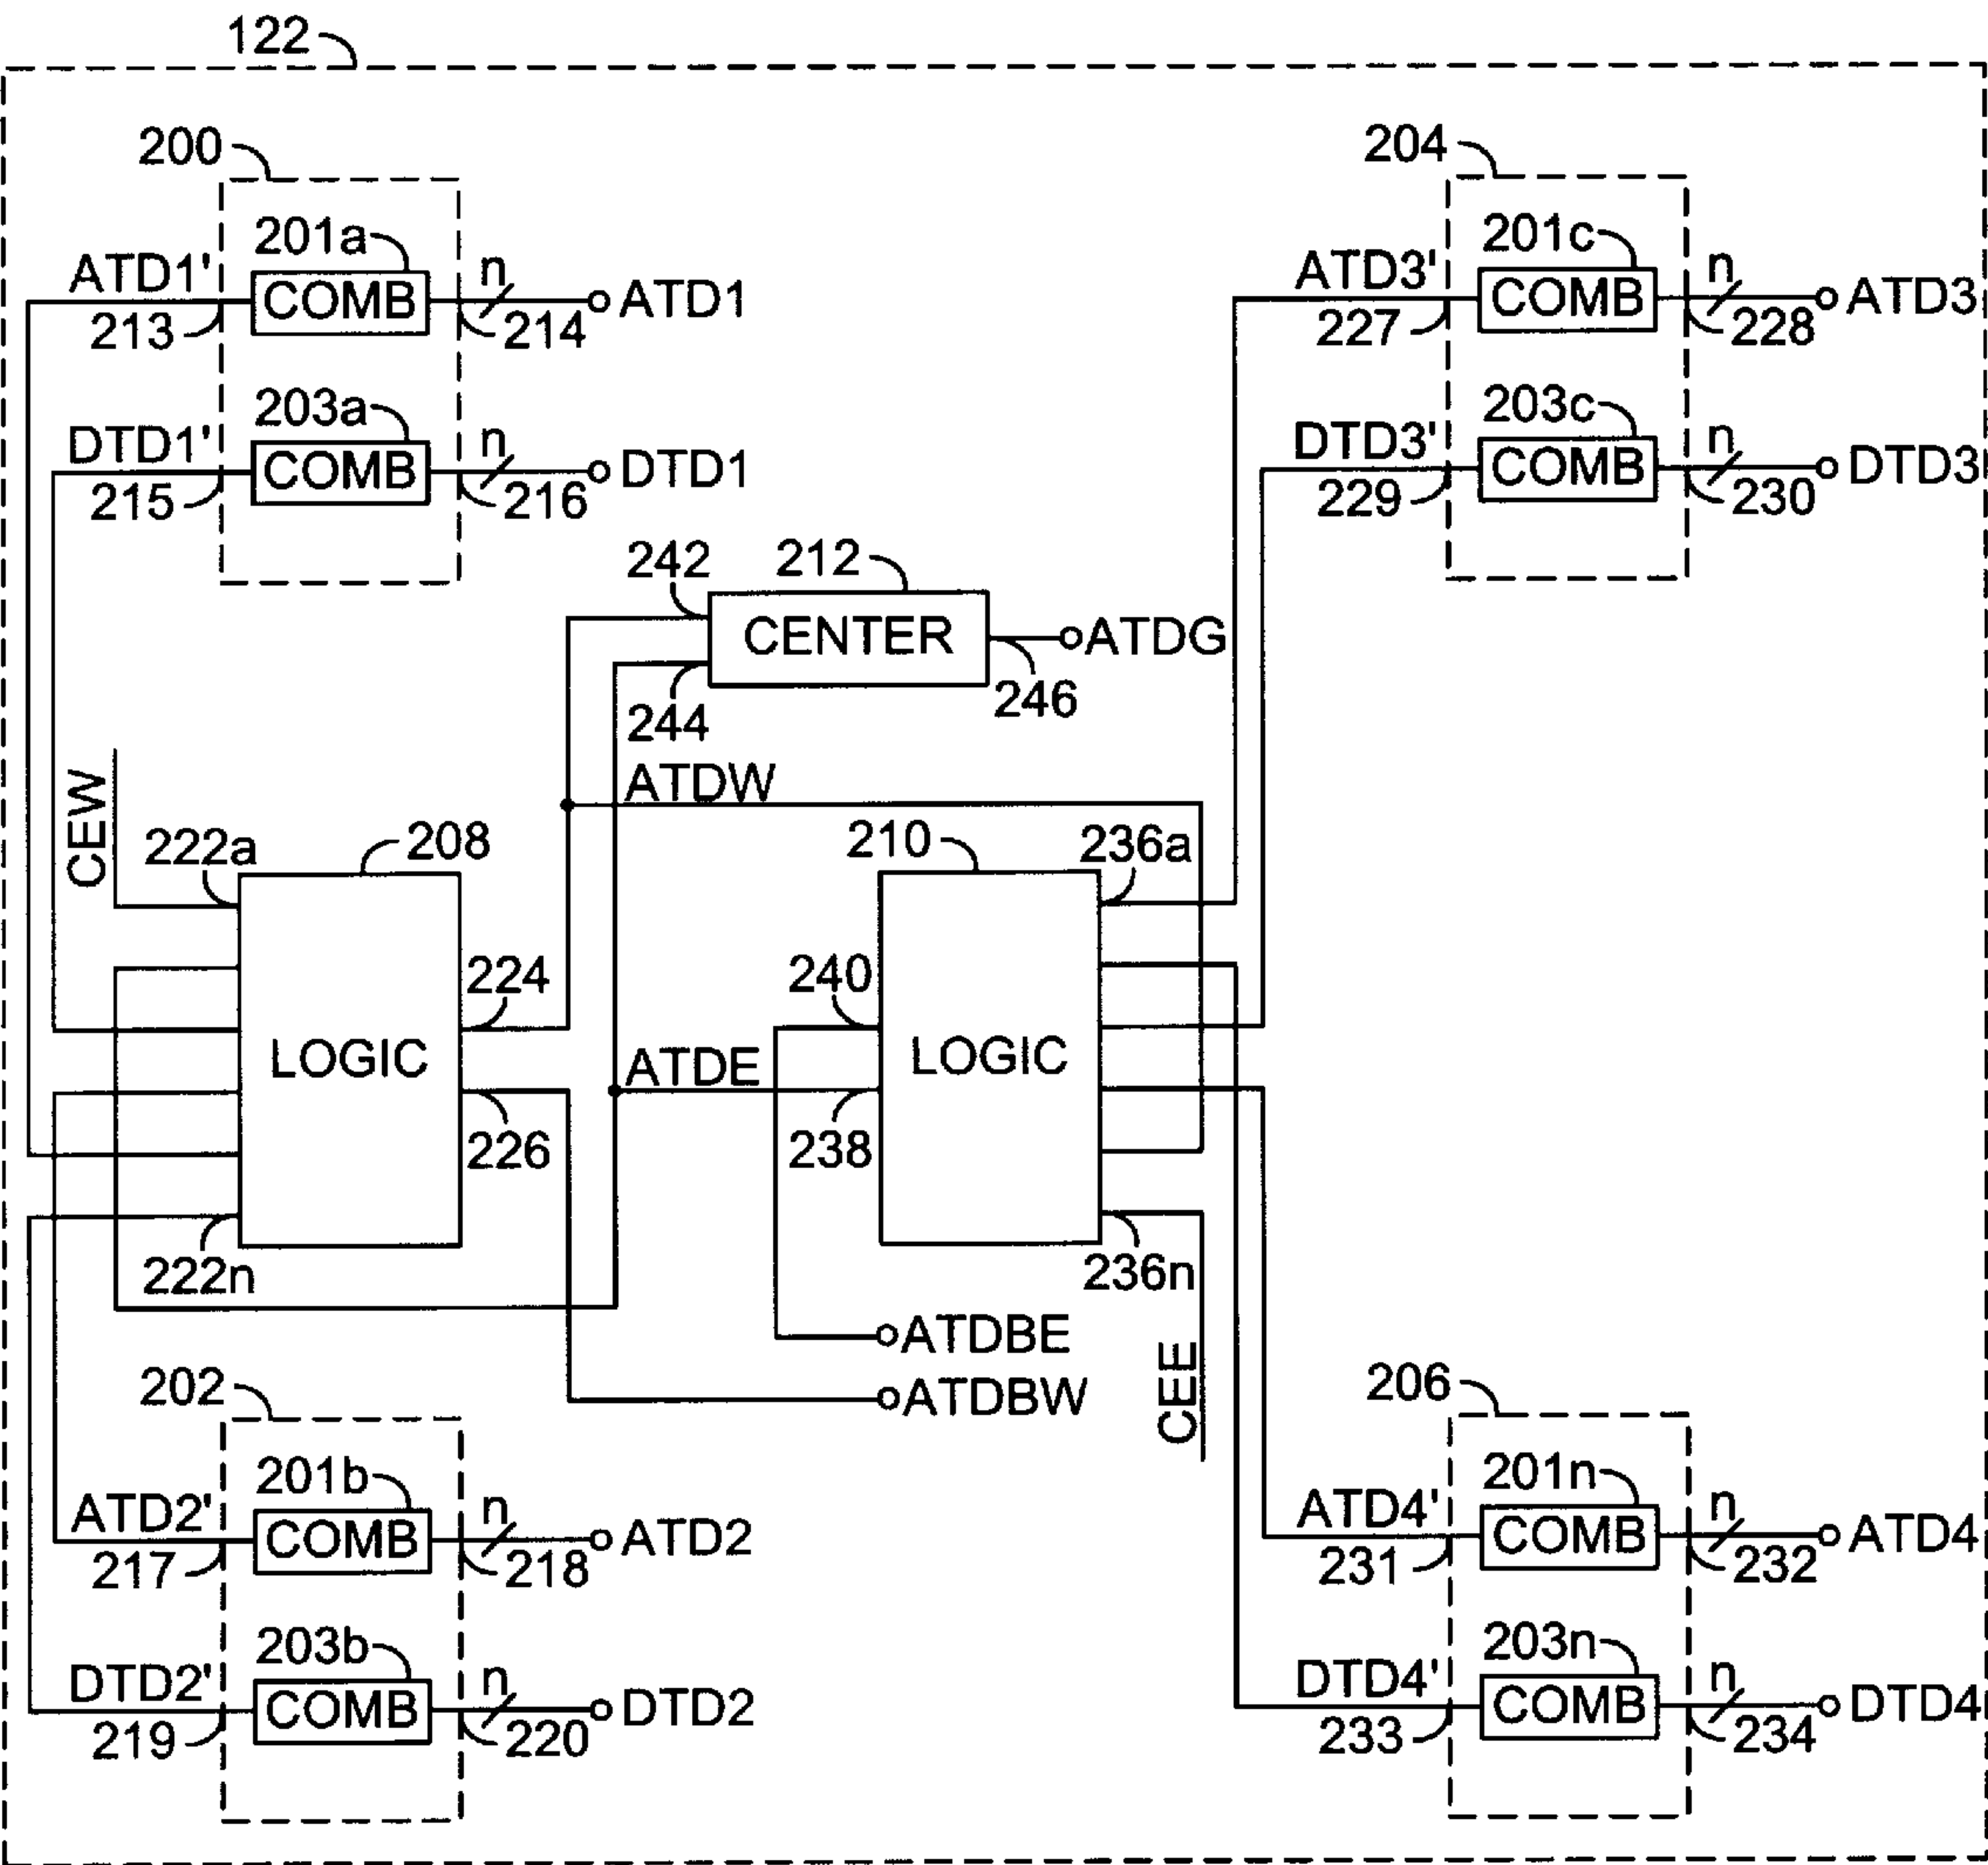 122
200
204
201a
201c
ATD1'
COMB
n
ATD1
ATD3'
COMB
n
ATD3
213
214
227
228
203a
203c
DTD1'
COMB
n
DTD1
DTD3'
COMB
n
DTD3
215
216
229
230
242
212
CENTER
ATDG
244
246
CEW
ATDW
222a
208
210
236a
224
240
LOGIC
LOGIC
ATDE
226
238
222n
236n
ATDBE
CEE
ATDBW
202
206
201b
201n
ATD2'
COMB
n
ATD2
ATD4'
COMB
n
ATD4
217
218
231
232
203b
203n
DTD2'
COMB
n
DTD2
DTD4'
COMB
n
DTD4
219
220
233
234